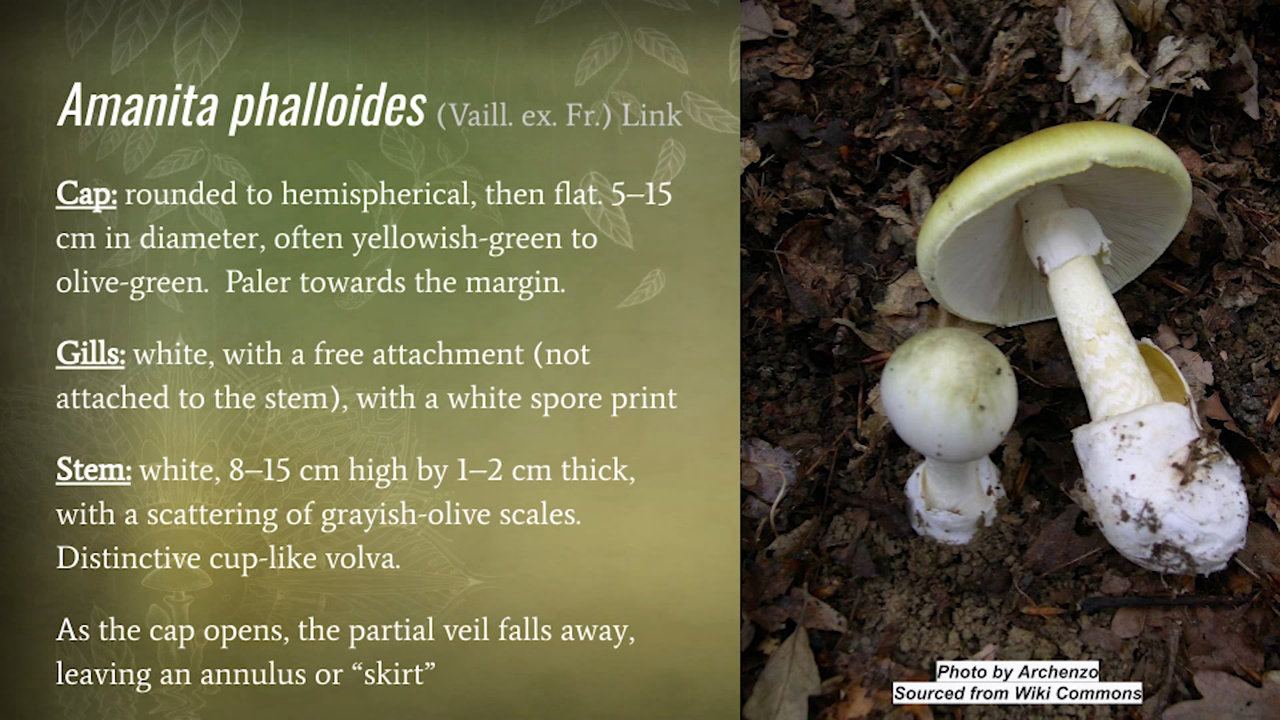 Amanita phalloides (Vaill. ex. Fr.) Link
Cap: rounded to hemispherical, then flat. 5–15
cm in diameter, often yellowish-green to
olive-green.  Paler towards the margin.
Gills: white, with a free attachment (not
attached to the stem), with a white spore print
Stem: white, 8–15 cm high by 1–2 cm thick,
with a scattering of grayish-olive scales.
Distinctive cup-like volva.
As the cap opens, the partial veil falls away,
leaving an annulus or “skirt”
Photo by Archenzo
Sourced from Wiki Commons